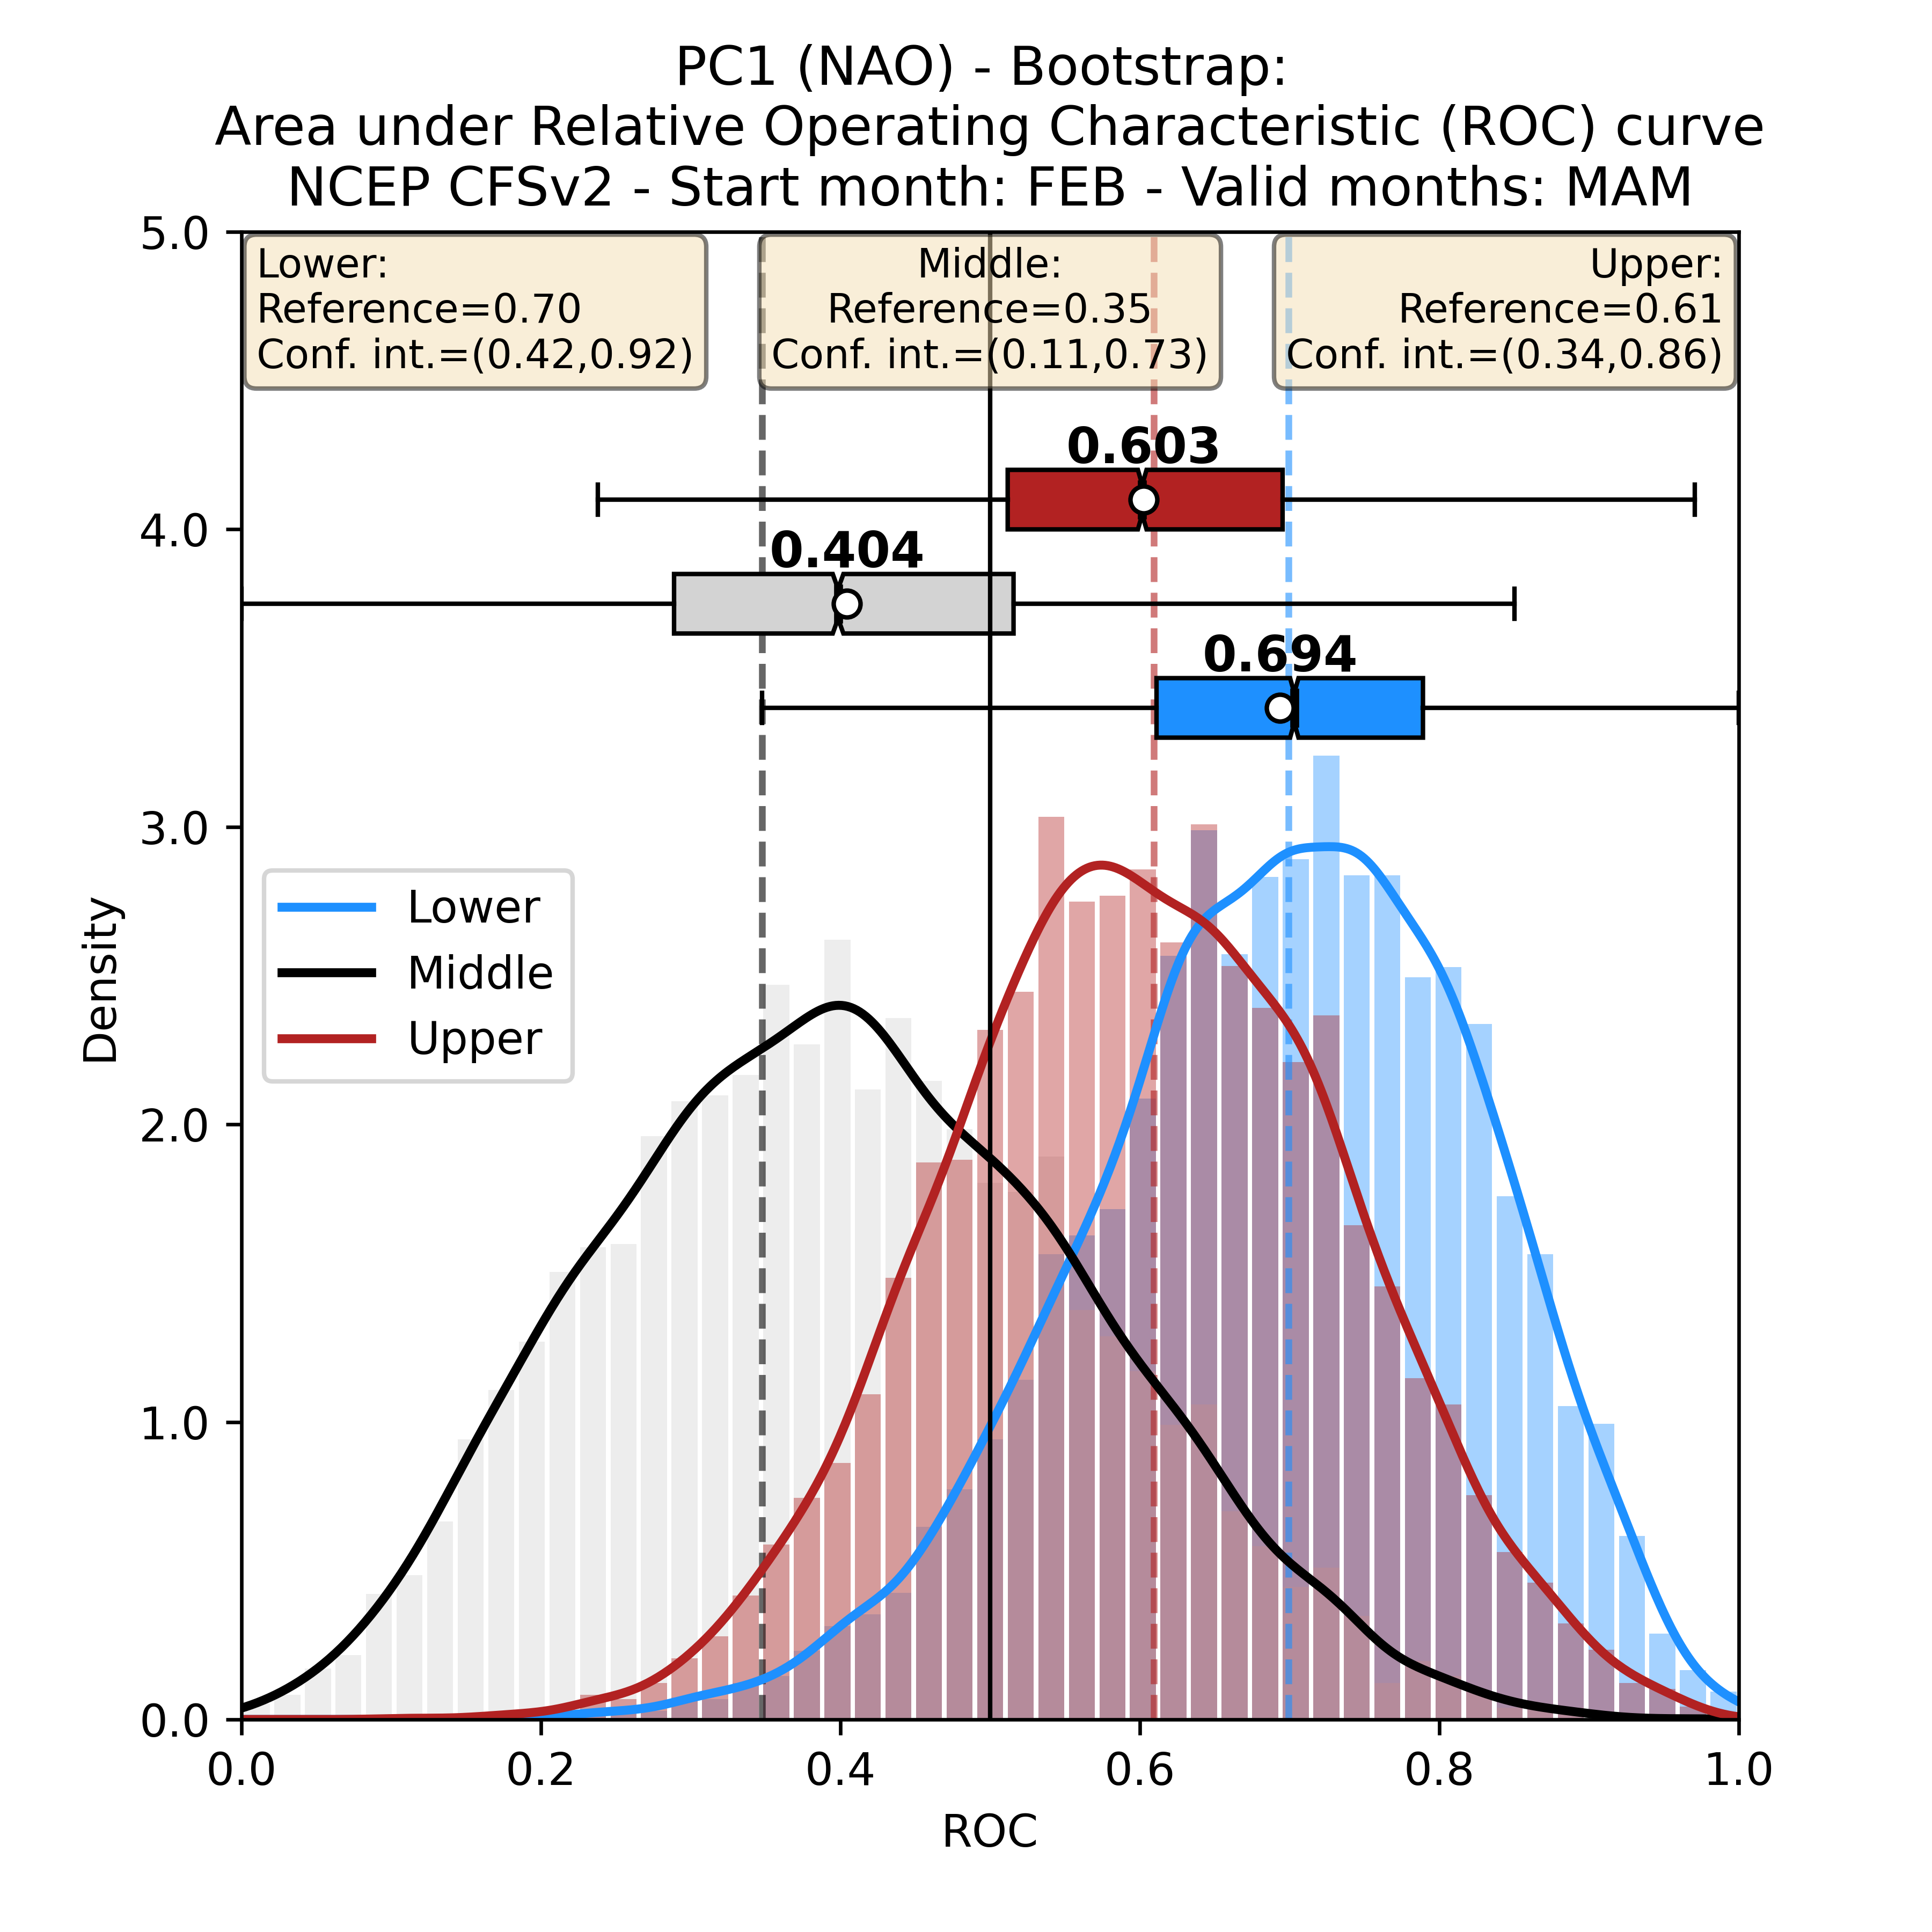 PC1 (NAO) - Bootstrap:
Area under Relative Operating Characteristic (ROC) curve
NCEP CFSv2 - Start month: FEB - Valid months: MAM
Lower:
Reference=0.70
Conf. int.=(0.42,0.92)
Middle:
Reference=0.35
Conf. int.=(0.11,0.73)
Upper:
Reference=0.61
Conf. int.=(0.34,0.86)
0.603
0.404
0.694
Lower
Middle
Upper
Density
5.0
4.0
3.0
2.0
1.0
0.0
0.0
0.2
0.4
0.6
0.8
1.0
ROC